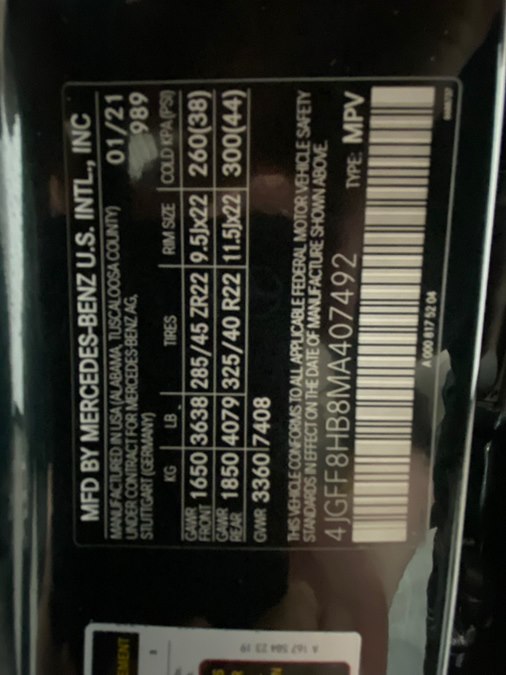 MFD BY MERCEDES-BENZ U.S. INTL., INC
MANUFACTURED IN USA (ALABAMA, TUSCALOOSA COUNTY) 01/21
UNDER CONTRACT FOR MERCEDES-BENZ AG, 989
STUTTGART (GERMANY)
KG LB TIRES RIM SIZE COLD KPA (PSI)
GAWR FRONT 1650 3638 285/45 ZR22 9.5Jx22 260(38)
GAWR REAR 1850 4079 325/40 R22 11.5Jx22 300(44)
GVWR 3360 7408
THIS VEHICLE CONFORMS TO ALL APPLICABLE FEDERAL MOTOR VEHICLE SAFETY
STANDARDS IN EFFECT ON THE DATE OF MANUFACTURE SHOWN ABOVE.
4JGFF8HB8MA407492 TYPE: MPV
A 000 817 52 04
A 167 584 23 19
EMENT